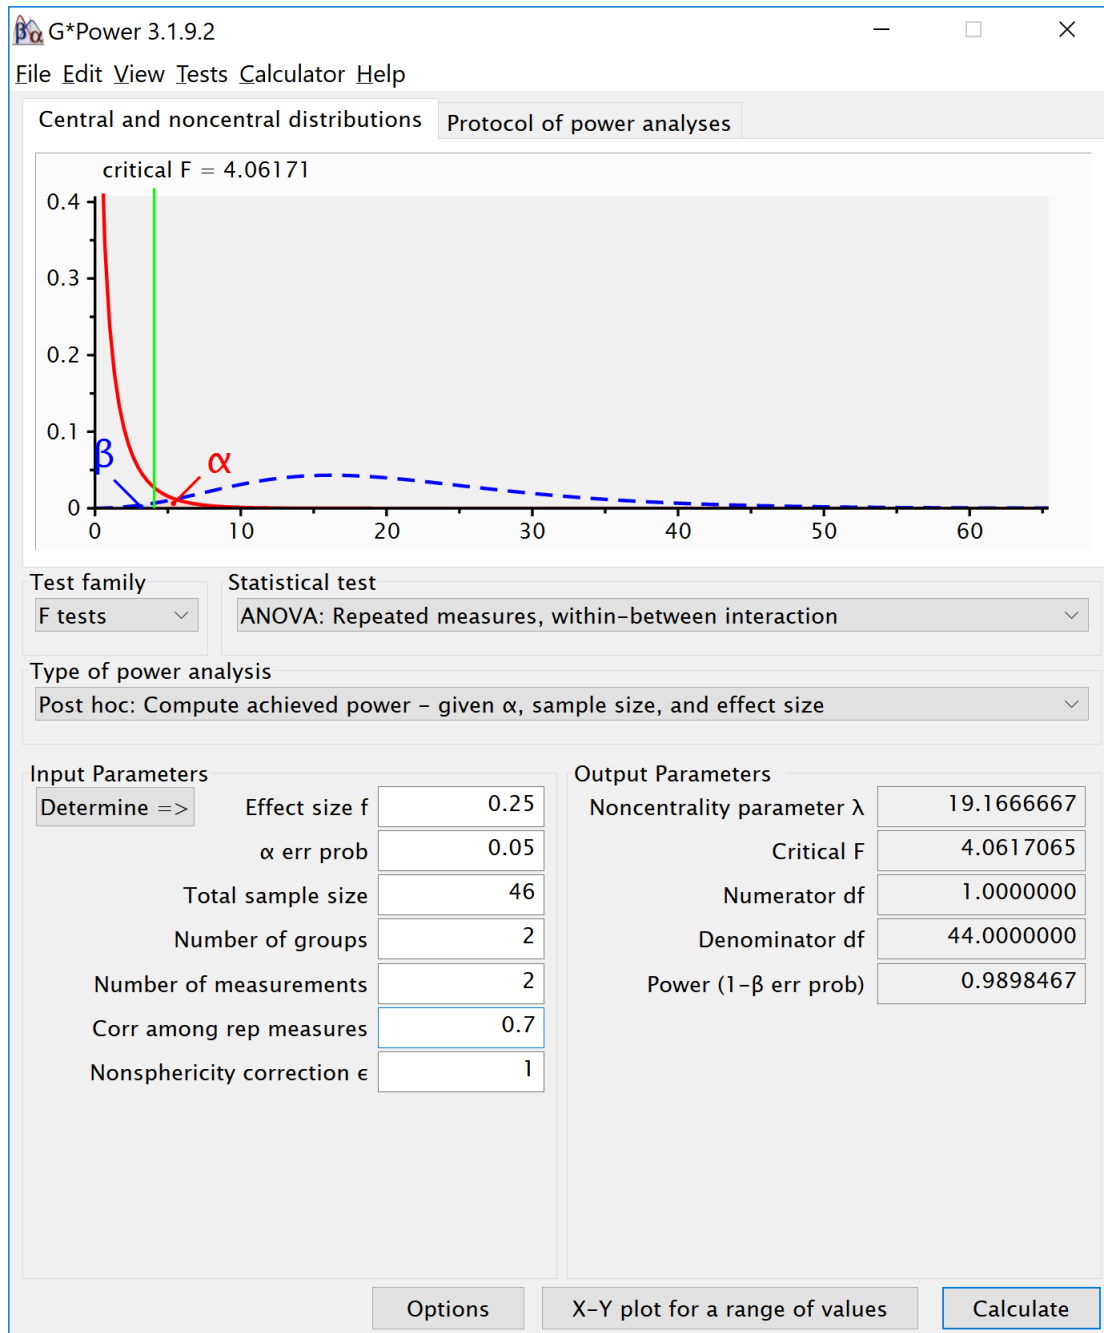 G*Power 3.1.9.2
File Edit View Tests Calculator Help
Central and noncentral distributions Protocol of power analyses
critical F = 4.06171
0.4
0.3
0.2
0.1
β α
0
0 10 20 30 40 50 60
Test family Statistical test
F tests ANOVA: Repeated measures, within-between interaction
Type of power analysis
Post hoc: Compute achieved power - given α, sample size, and effect size
Input Parameters Output Parameters
Determine => Effect size f 0.25 Noncentrality parameter λ 19.1666667
α err prob 0.05 Critical F 4.0617065
Total sample size 46 Numerator df 1.0000000
Number of groups 2 Denominator df 44.0000000
Number of measurements 2 Power (1-β err prob) 0.9898467
Corr among rep measures 0.7
Nonsphericity correction ϵ 1
Options X-Y plot for a range of values Calculate